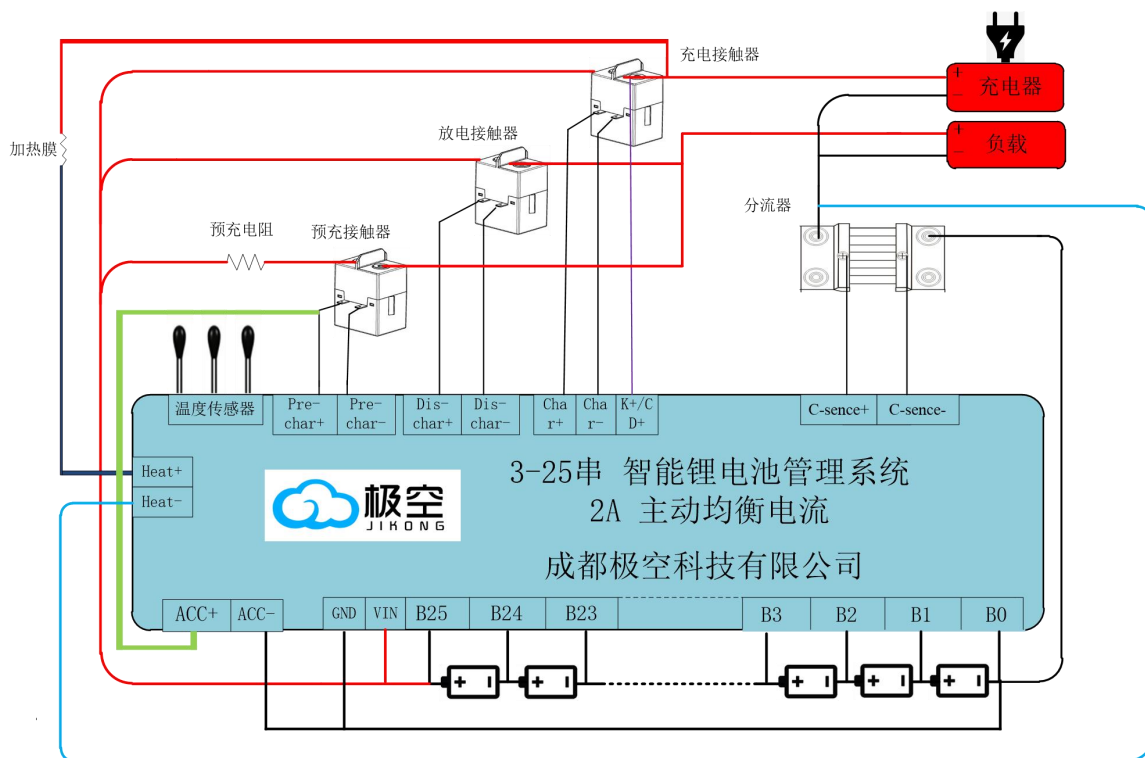 充电接触器
+
充电器
−
放电接触器
+
负载
−
加热膜
分流器
预充电阻
预充接触器
温度传感器
Pre-
char+
Pre-
char-
Dis-
char+
Dis-
char-
Cha
r+
Cha
r-
K+/C
D+
C-sence+
C-sence-
Heat+
Heat-
极空
JIKONG
3-25串 智能锂电池管理系统
2A 主动均衡电流
成都极空科技有限公司
ACC+
ACC-
GND
VIN
B25
B24
B23
B3
B2
B1
B0